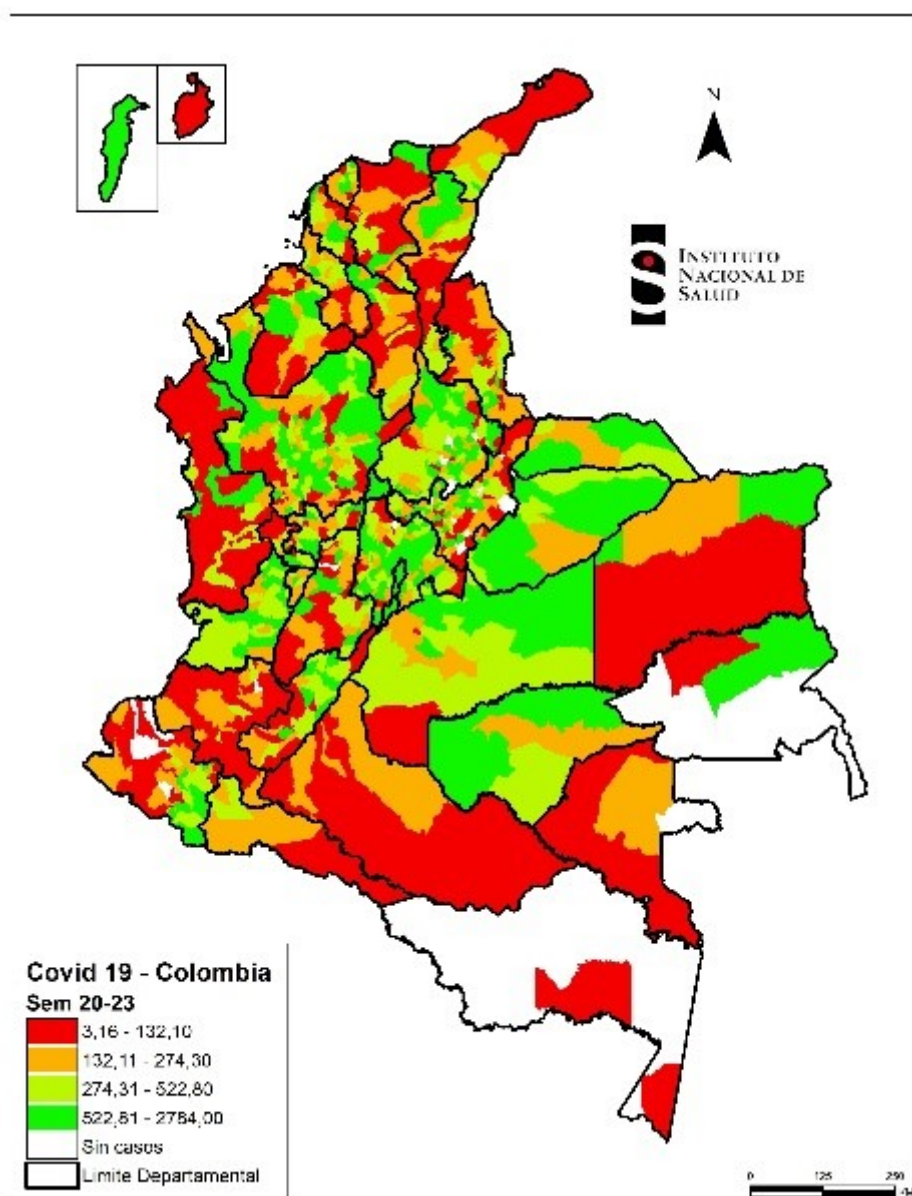 N
INSTITUTO
NACIONAL DE
SALUD
Covid 19 - Colombia
Sem 20-23
3,16 - 132,10
132,11 - 274,30
274,31 - 522,80
522,81 - 2784,00
Sin casos
Limite Departamental
0 125 250